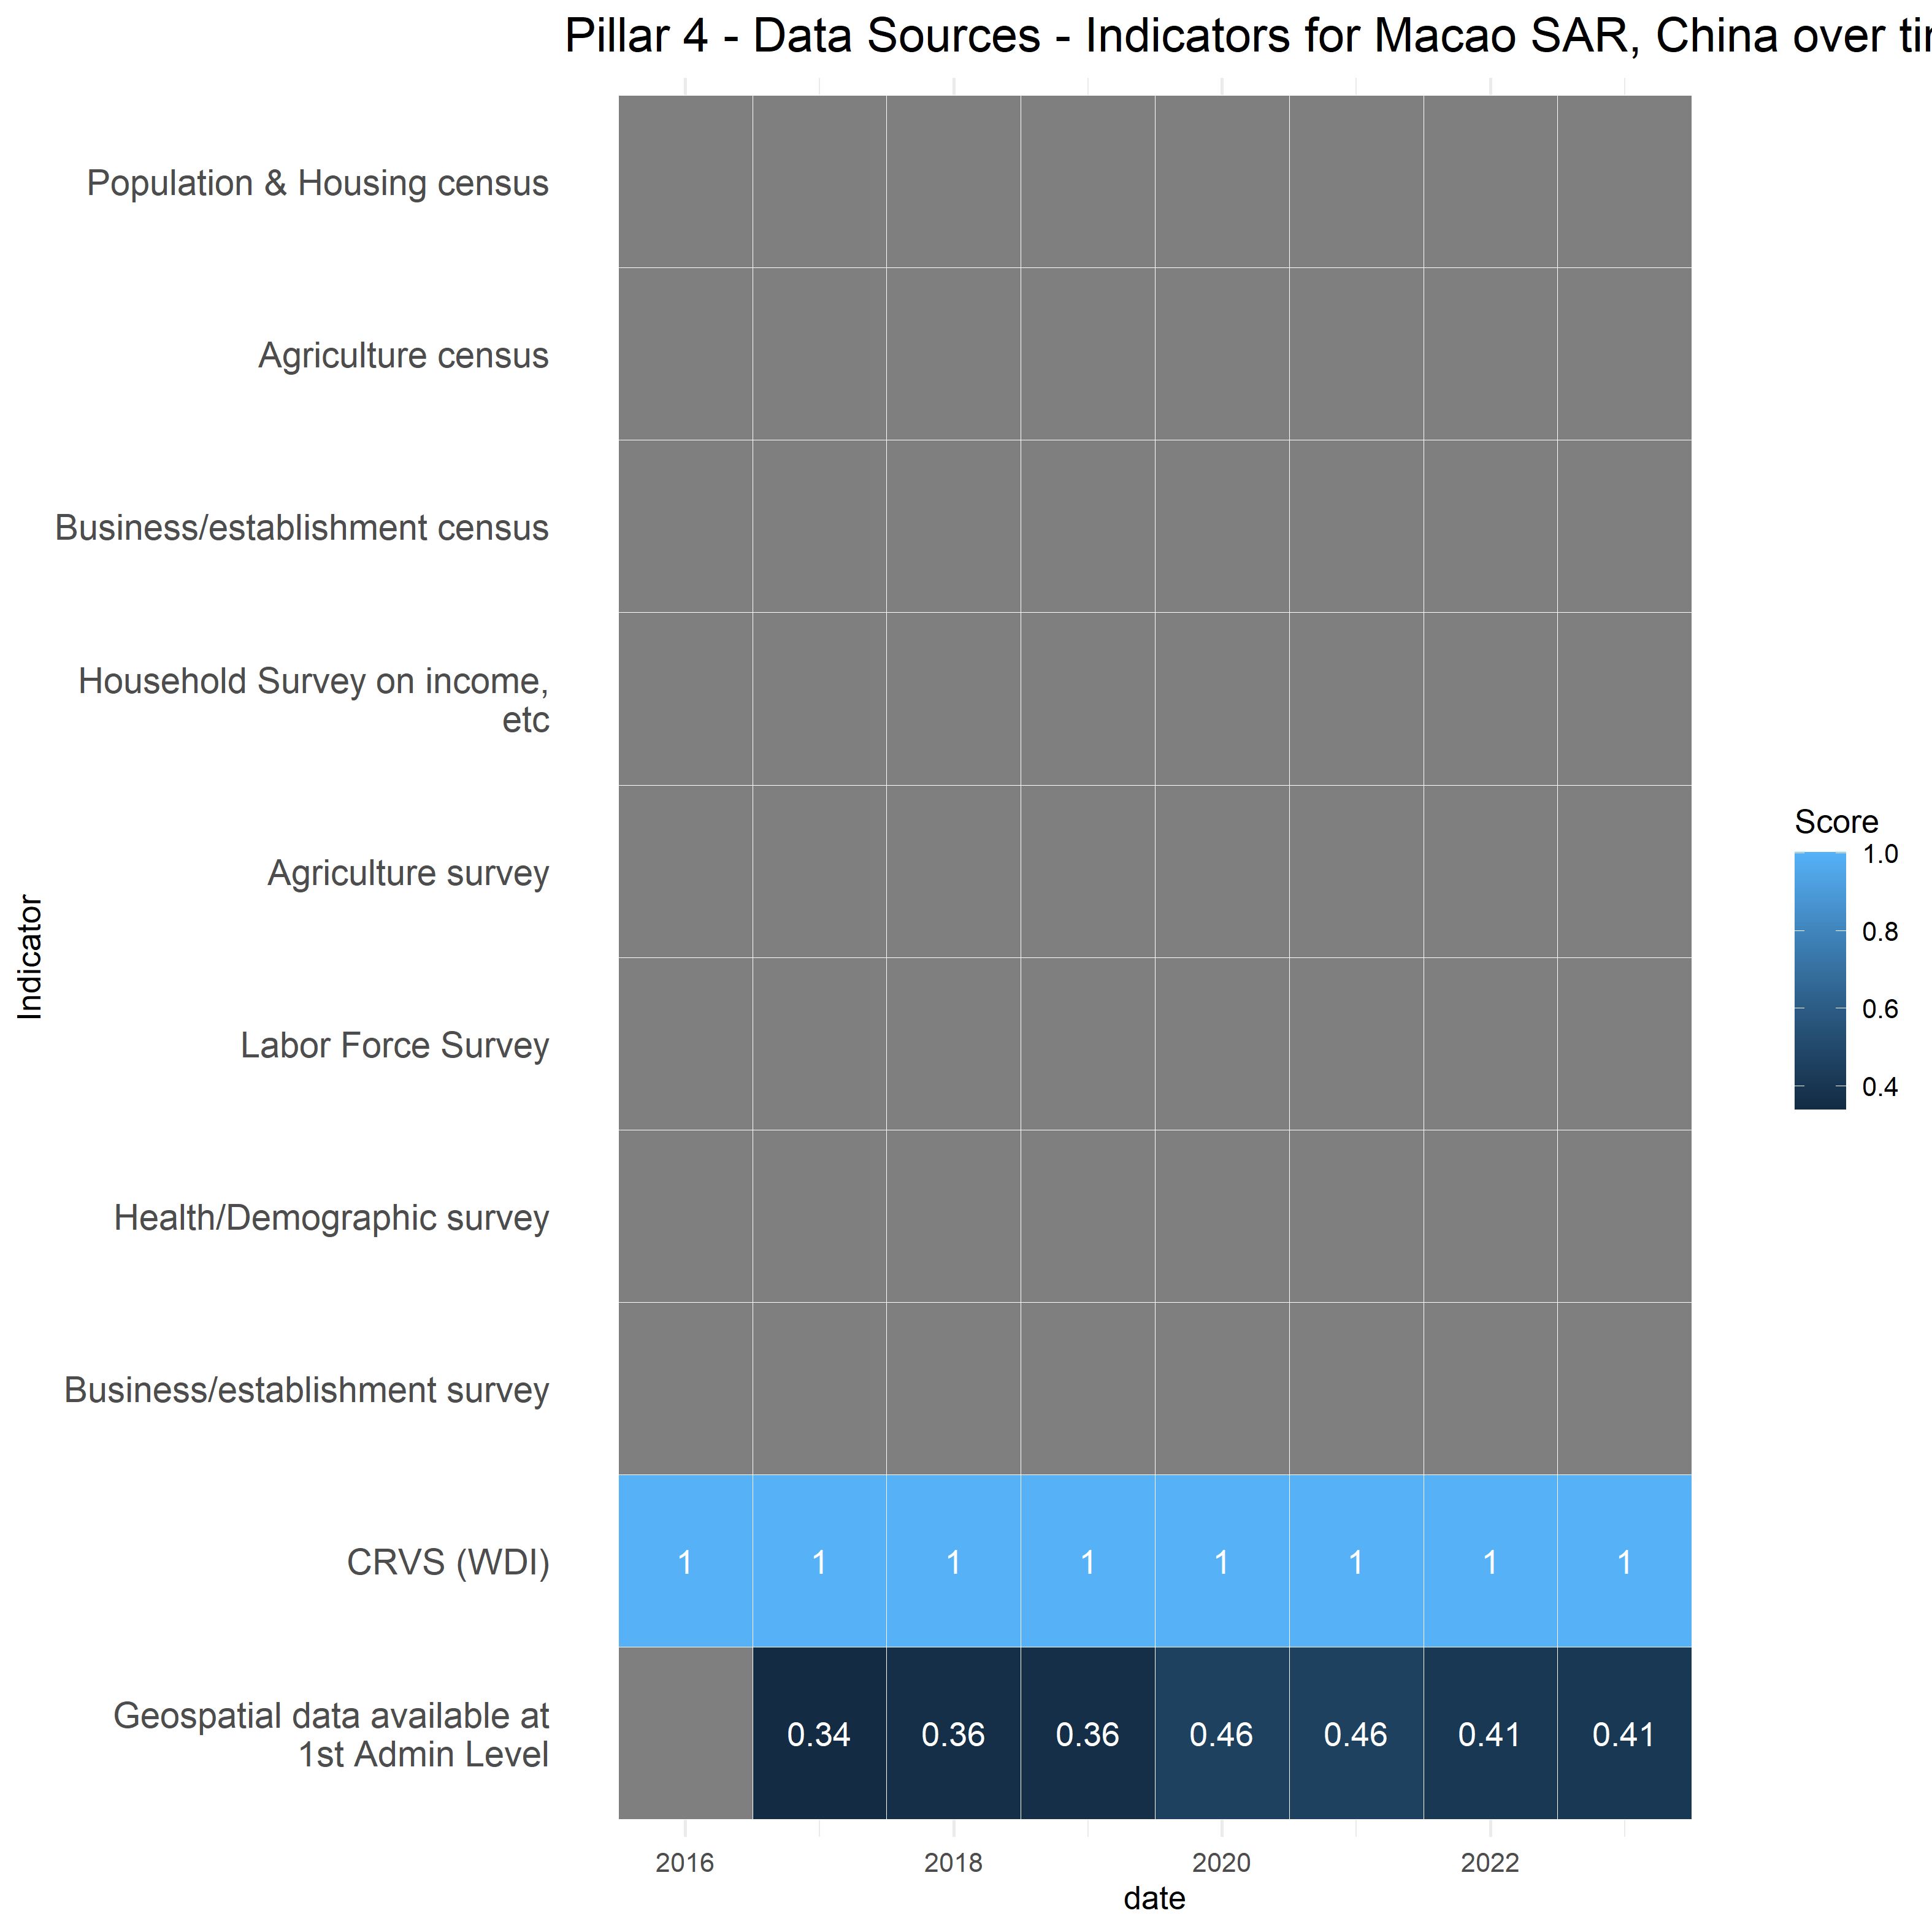 Pillar 4 - Data Sources - Indicators for Macao SAR, China over
Population & Housing census
Agriculture census
Business/establishment census
Household Survey on income,
etc
Agriculture survey
Labor Force Survey
Health/Demographic survey
Business/establishment survey
CRVS (WDI)
Geospatial data available at
1st Admin Level
Indicator
1 1 1 1 1 1 1 1
0.34 0.36 0.36 0.46 0.46 0.41 0.41
2016 2018 2020 2022
date
Score
1.0
0.8
0.6
0.4